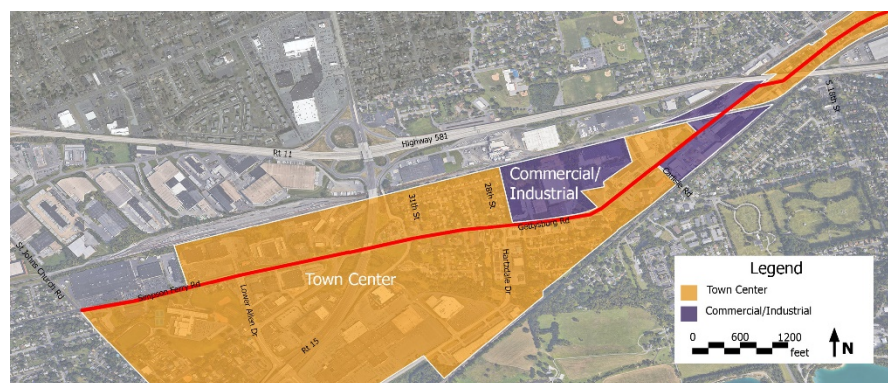 S 18th St
Highway 581
Rt 11
Commercial/
Industrial
Carlisle Rd
28th St
31th St
Gettysburg Rd
St Johns Church Rd
Hartzdale Dr
Town Center
Simpson Ferry Rd
Lower Allen Dr
Rt 15
Legend
Town Center
Commercial/Industrial
0 600 1200
feet
N